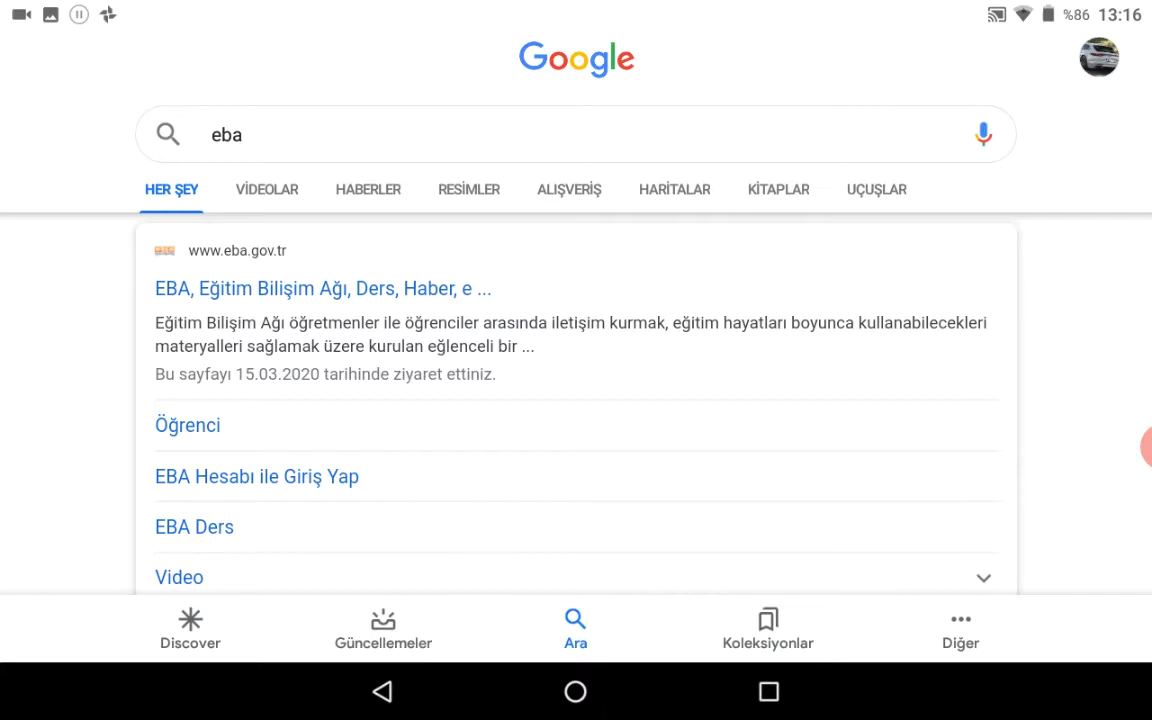 %86 13:16
Google
eba
HER ŞEY VİDEOLAR HABERLER RESİMLER ALIŞVERİŞ HARİTALAR KİTAPLAR UÇUŞLAR
www.eba.gov.tr
EBA, Eğitim Bilişim Ağı, Ders, Haber, e ...
Eğitim Bilişim Ağı öğretmenler ile öğrenciler arasında iletişim kurmak, eğitim hayatları boyunca kullanabilecekleri
materyalleri sağlamak üzere kurulan eğlenceli bir ...
Bu sayfayı 15.03.2020 tarihinde ziyaret ettiniz.
Öğrenci
EBA Hesabı ile Giriş Yap
EBA Ders
Video
Discover Güncellemeler Ara Koleksiyonlar Diğer